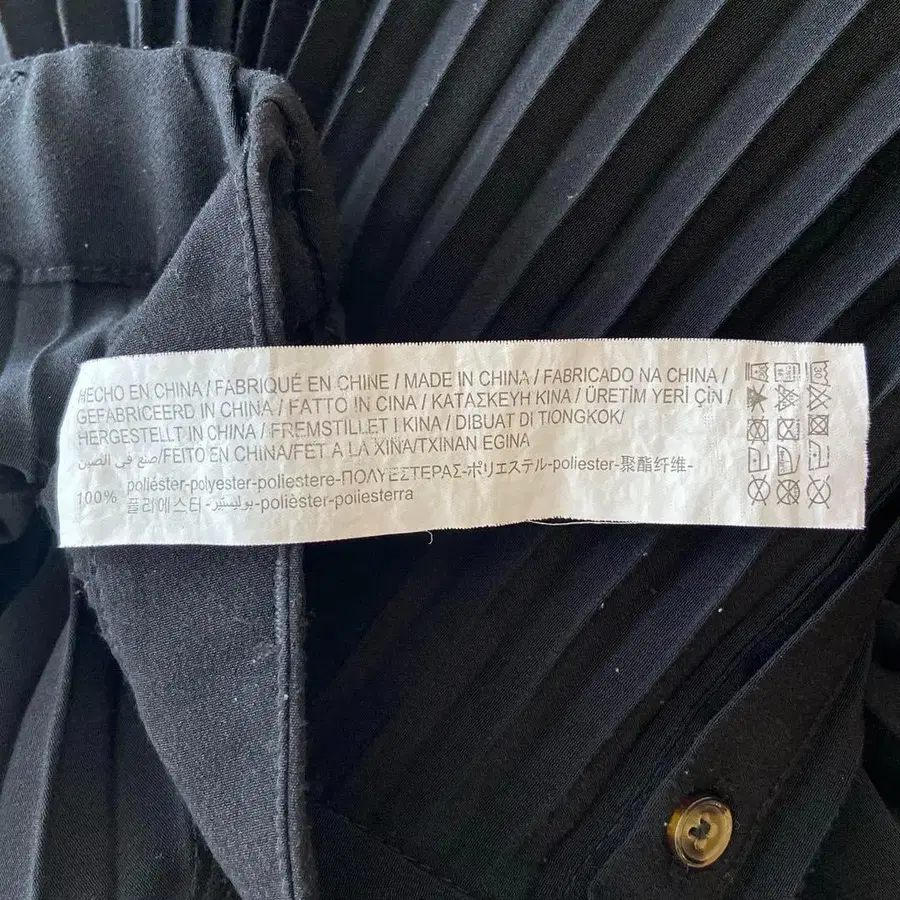 HECHO EN CHINA / FABRIQUÉ EN CHINE / MADE IN CHINA / FABRICADO NA CHINA /
GEFABRICEERD IN CHINA / FATTO IN CINA / ΚΑΤΑΣΚΕΥΗ ΚΙΝΑ / ÜRETİM YERİ ÇİN /
HERGESTELLT IN CHINA / FREMSTILLET I KINA / DIBUAT DI TIONGKOK/
صنع في الصين/FEITO EN CHINA/FET A LA XINA/TXINAN EGINA
100% poliéster-polyester-poliestere-ΠΟΛΥΕΣΤΕΡΑΣ-ポリエステル-poliester-聚酯纤维-
폴리에스터-بوليستير-polièster-poliesterra
30